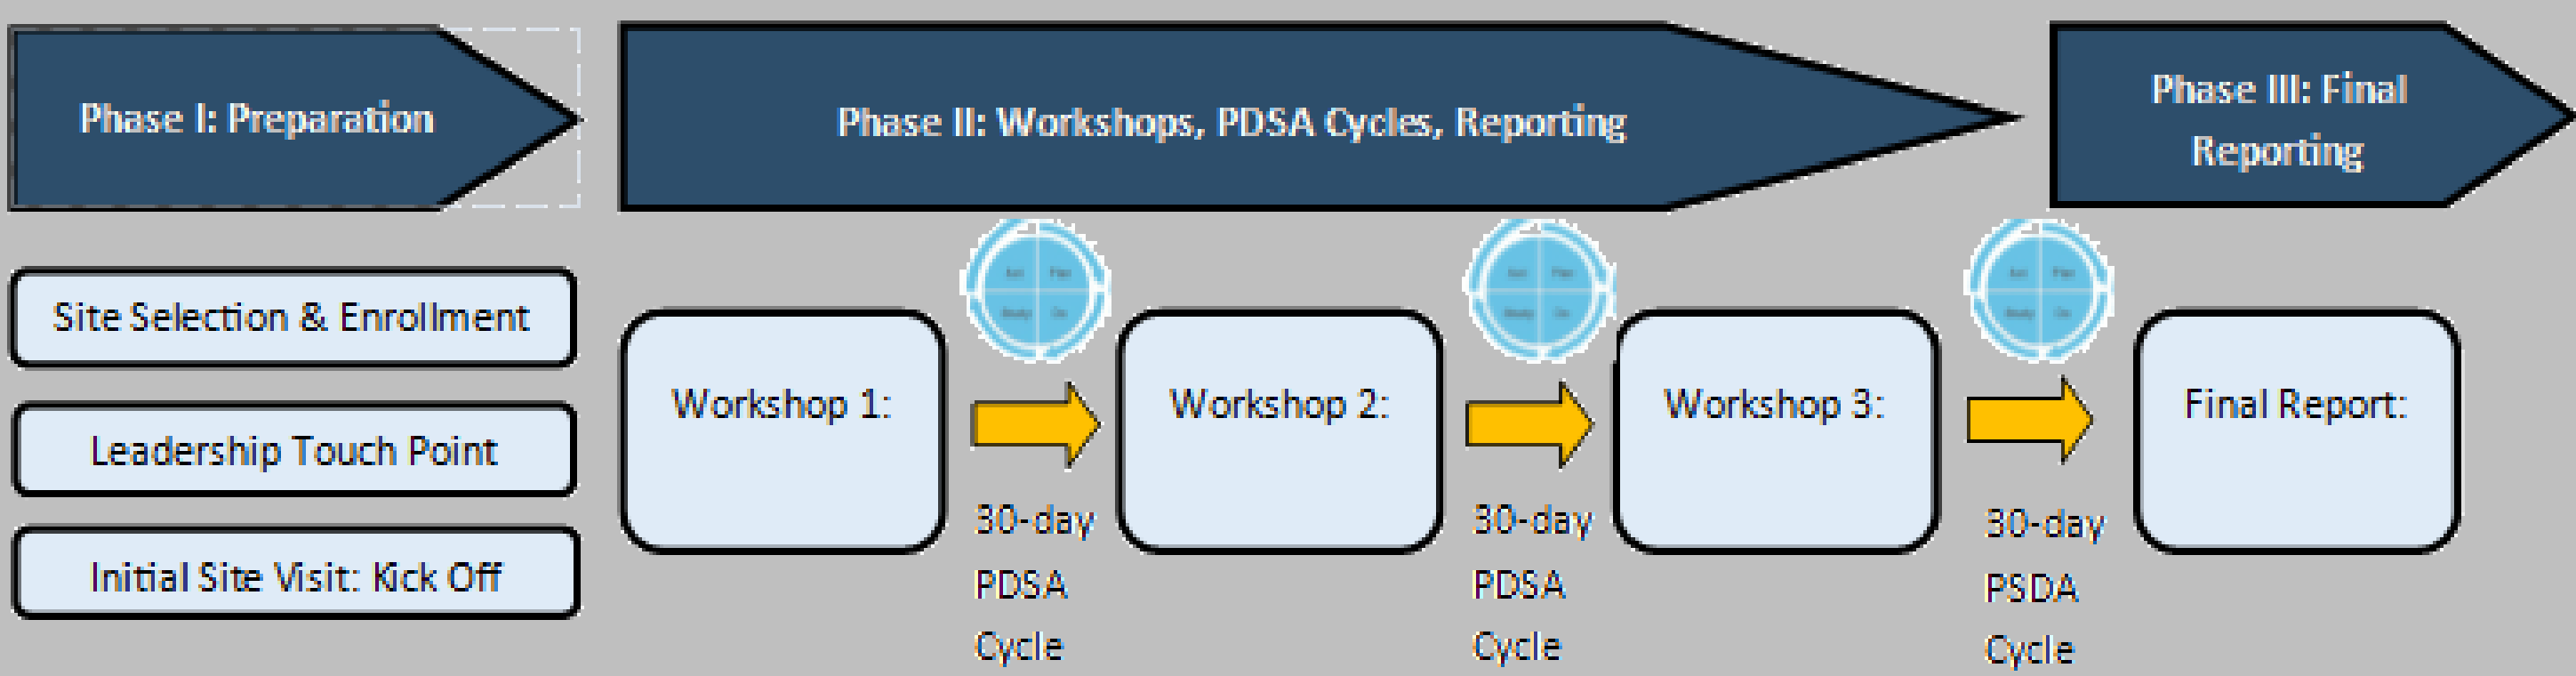 Phase I: Preparation
Phase II: Workshops, PDSA Cycles, Reporting
Phase III: Final
Reporting
Site Selection & Enrollment
Leadership Touch Point
Initial Site Visit: Kick Off
Workshop 1:
30-day
PDSA
Cycle
Workshop 2:
30-day
PDSA
Cycle
Workshop 3:
30-day
PSDA
Cycle
Final Report: